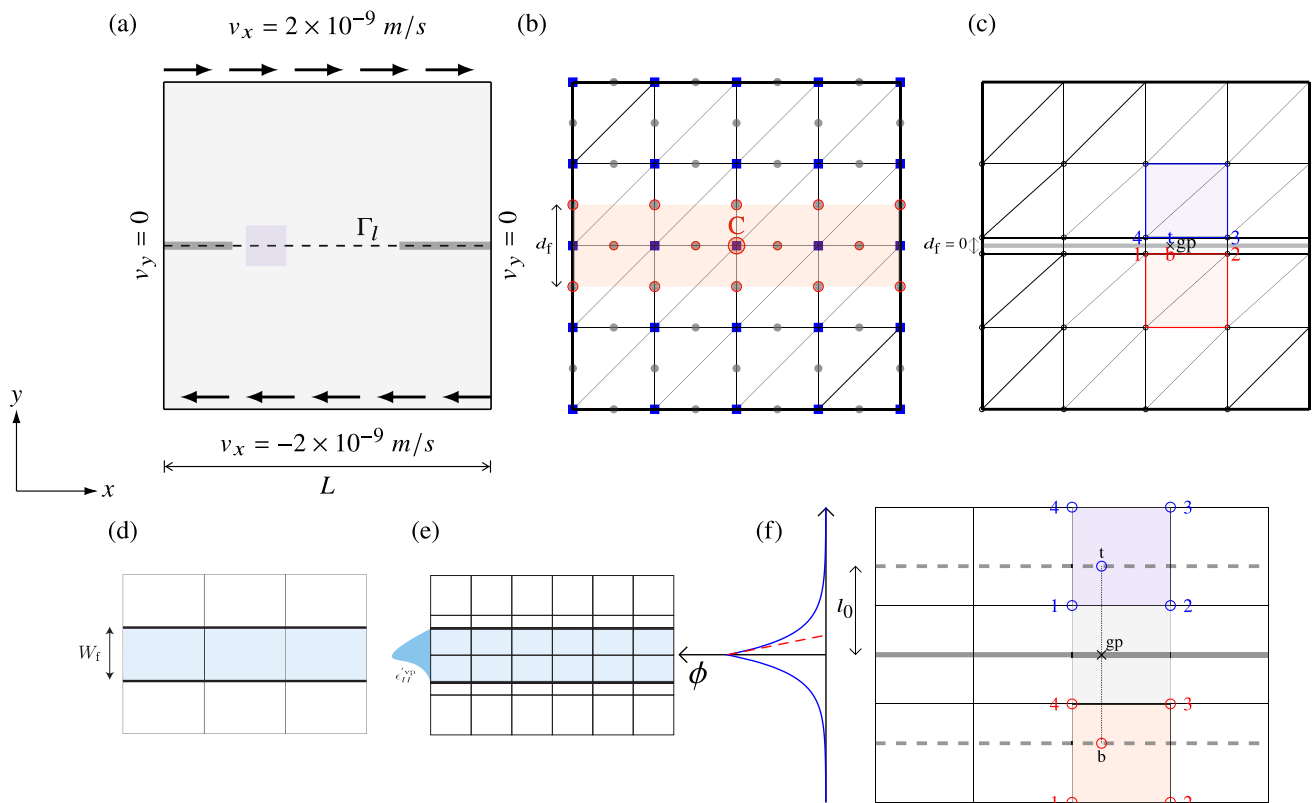 (a)
v_x = 2 × 10⁻⁹ m/s
v_y = 0
Γ_l
v_y = 0
v_x = −2 × 10⁻⁹ m/s
L
y
x
(b)
d_f
C
(c)
d_f = 0
4 t gp 3
1 b 2
(d)
W_f
(e)
ϕ
(f)
l_0
4 3
t
1 2
gp
4 3
b
1 2